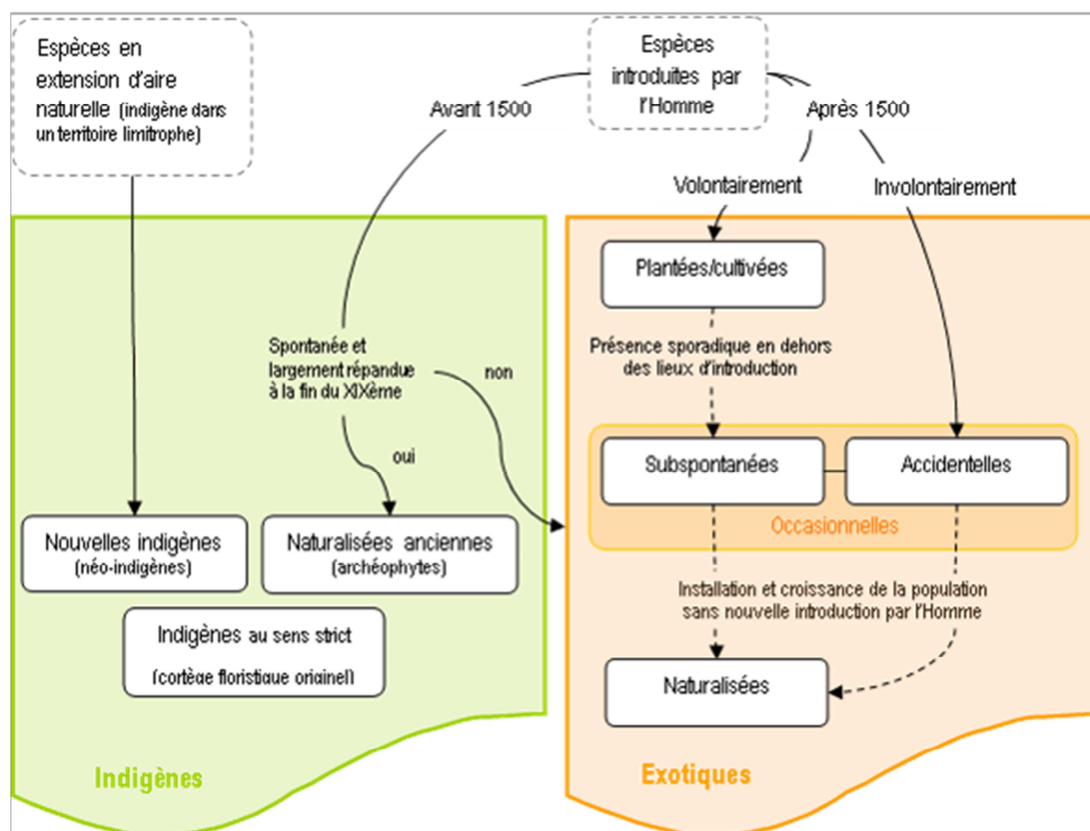 Espèces en
extension d'aire
naturelle (indigène dans
un territoire limitrophe)
Espèces
introduites par
l'Homme
Avant 1500
Après 1500
Volontairement
Involontairement
Plantées/cultivées
Présence sporadique en dehors
des lieux d'introduction
Spontanée et
largement répandue
à la fin du XIXème
non
oui
Subspontanées
Accidentelles
Occasionnelles
Nouvelles indigènes
(néo-indigènes)
Naturalisées anciennes
(archéophytes)
Installation et croissance de la population
sans nouvelle introduction par l'Homme
Indigènes au sens strict
(cortège floristique originel)
Naturalisées
Indigènes
Exotiques